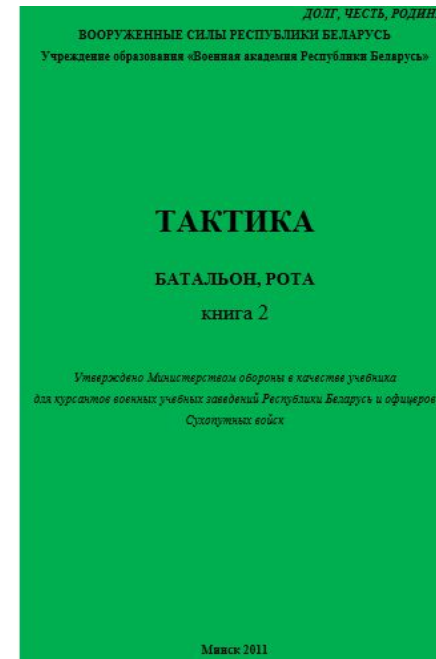 ДОЛГ, ЧЕСТЬ, РОДИН
ВООРУЖЕННЫЕ СИЛЫ РЕСПУБЛИКИ БЕЛАРУСЬ
Учреждение образования «Военная академия Республики Беларусь»
ТАКТИКА
БАТАЛЬОН, РОТА
книга 2
Утверждено Министерством обороны в качестве учебника
для курсантов военных учебных заведений Республики Беларусь и офицеров
Сухопутных войск
Минск 2011